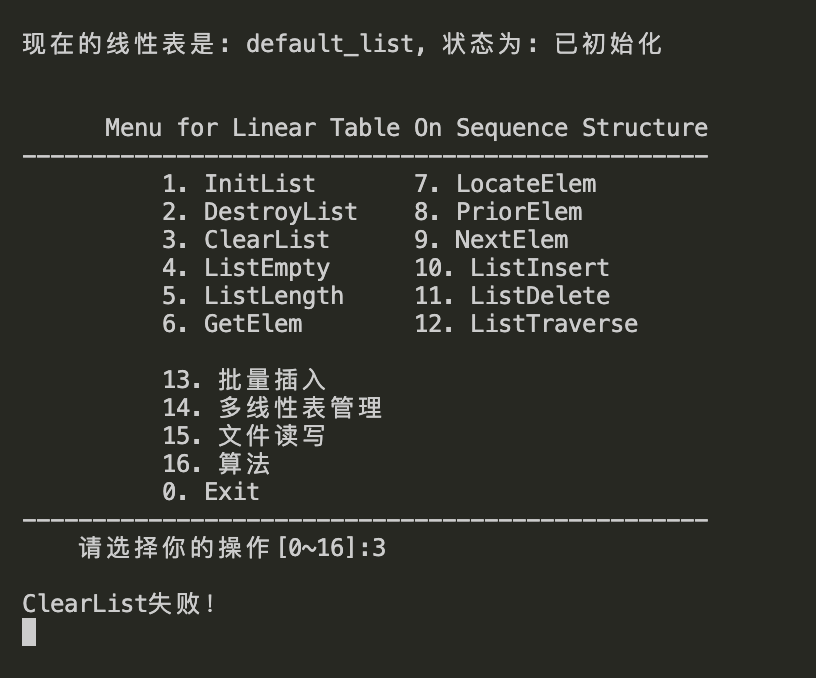 现在的线性表是: default_list, 状态为: 已初始化
Menu for Linear Table On Sequence Structure
-------------------------------------------------
1. InitList 7. LocateElem
2. DestroyList 8. PriorElem
3. ClearList 9. NextElem
4. ListEmpty 10. ListInsert
5. ListLength 11. ListDelete
6. GetElem 12. ListTraverse
13. 批量插入
14. 多线性表管理
15. 文件读写
16. 算法
0. Exit
-------------------------------------------------
请选择你的操作[0~16]:3
ClearList失败!